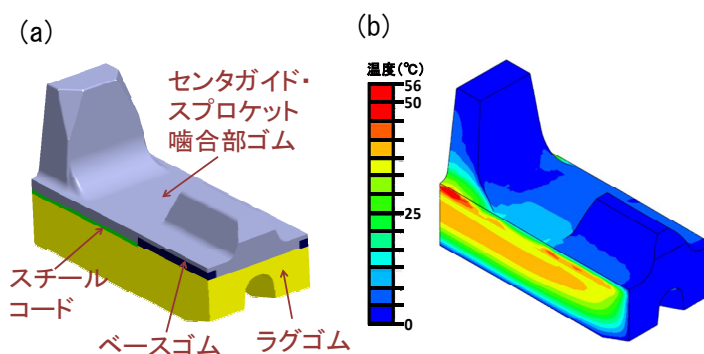 (a)
センタガイド・
スプロケット
噛合部ゴム
スチール
コード
ベースゴム
ラグゴム
(b)
温度(℃)
56
50
25
0